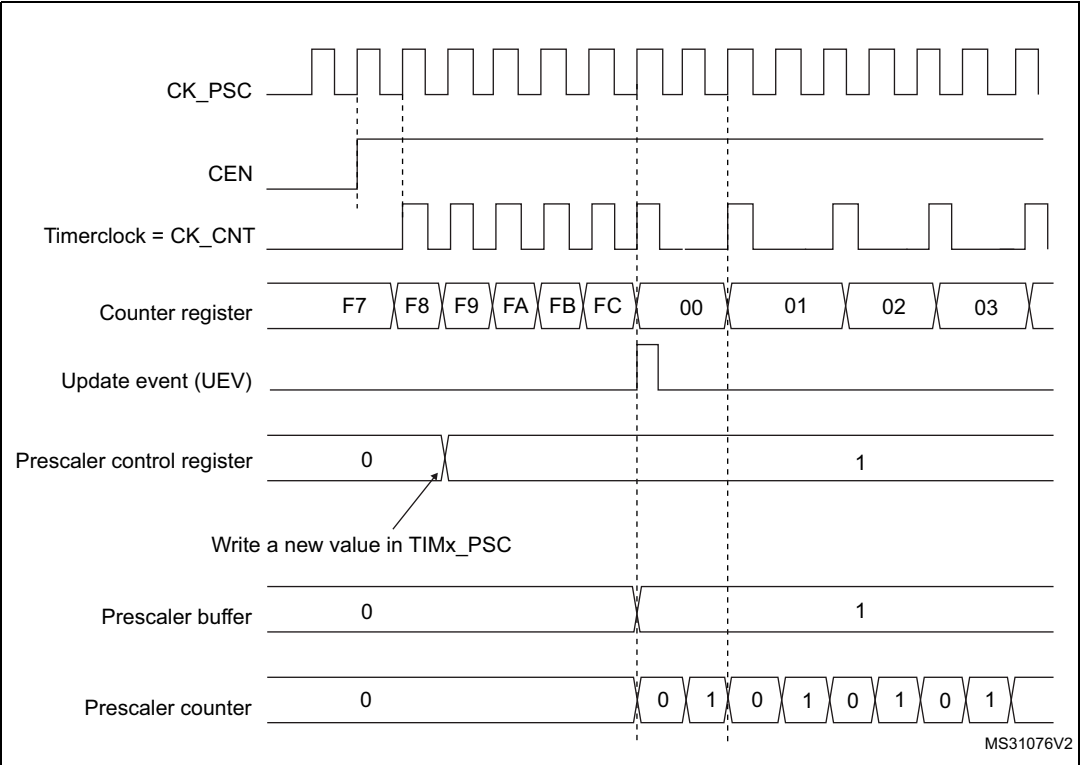 CK_PSC
CEN
Timerclock = CK_CNT
Counter register F7 F8 F9 FA FB FC 00 01 02 03
Update event (UEV)
Prescaler control register 0 1
Write a new value in TIMx_PSC
Prescaler buffer 0 1
Prescaler counter 0 0 1 0 1 0 1 0 1
MS31076V2